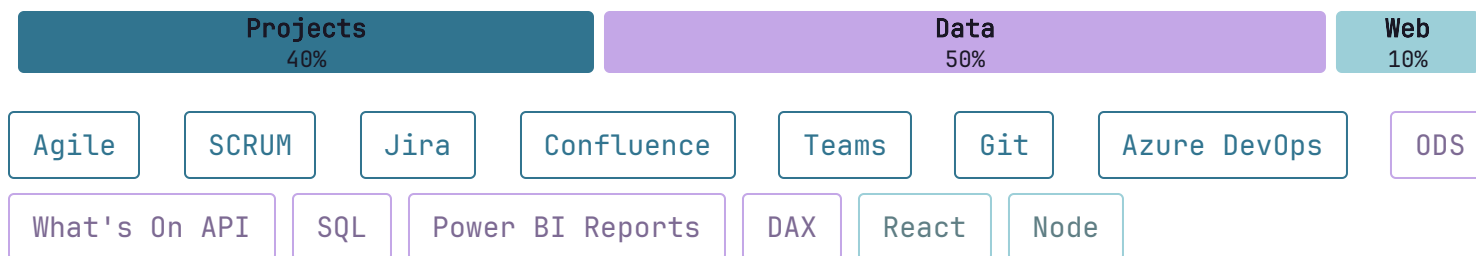 Projects Data Web
40% 50% 10%
Agile SCRUM Jira Confluence Teams Git Azure DevOps ODS
What's On API SQL Power BI Reports DAX React Node